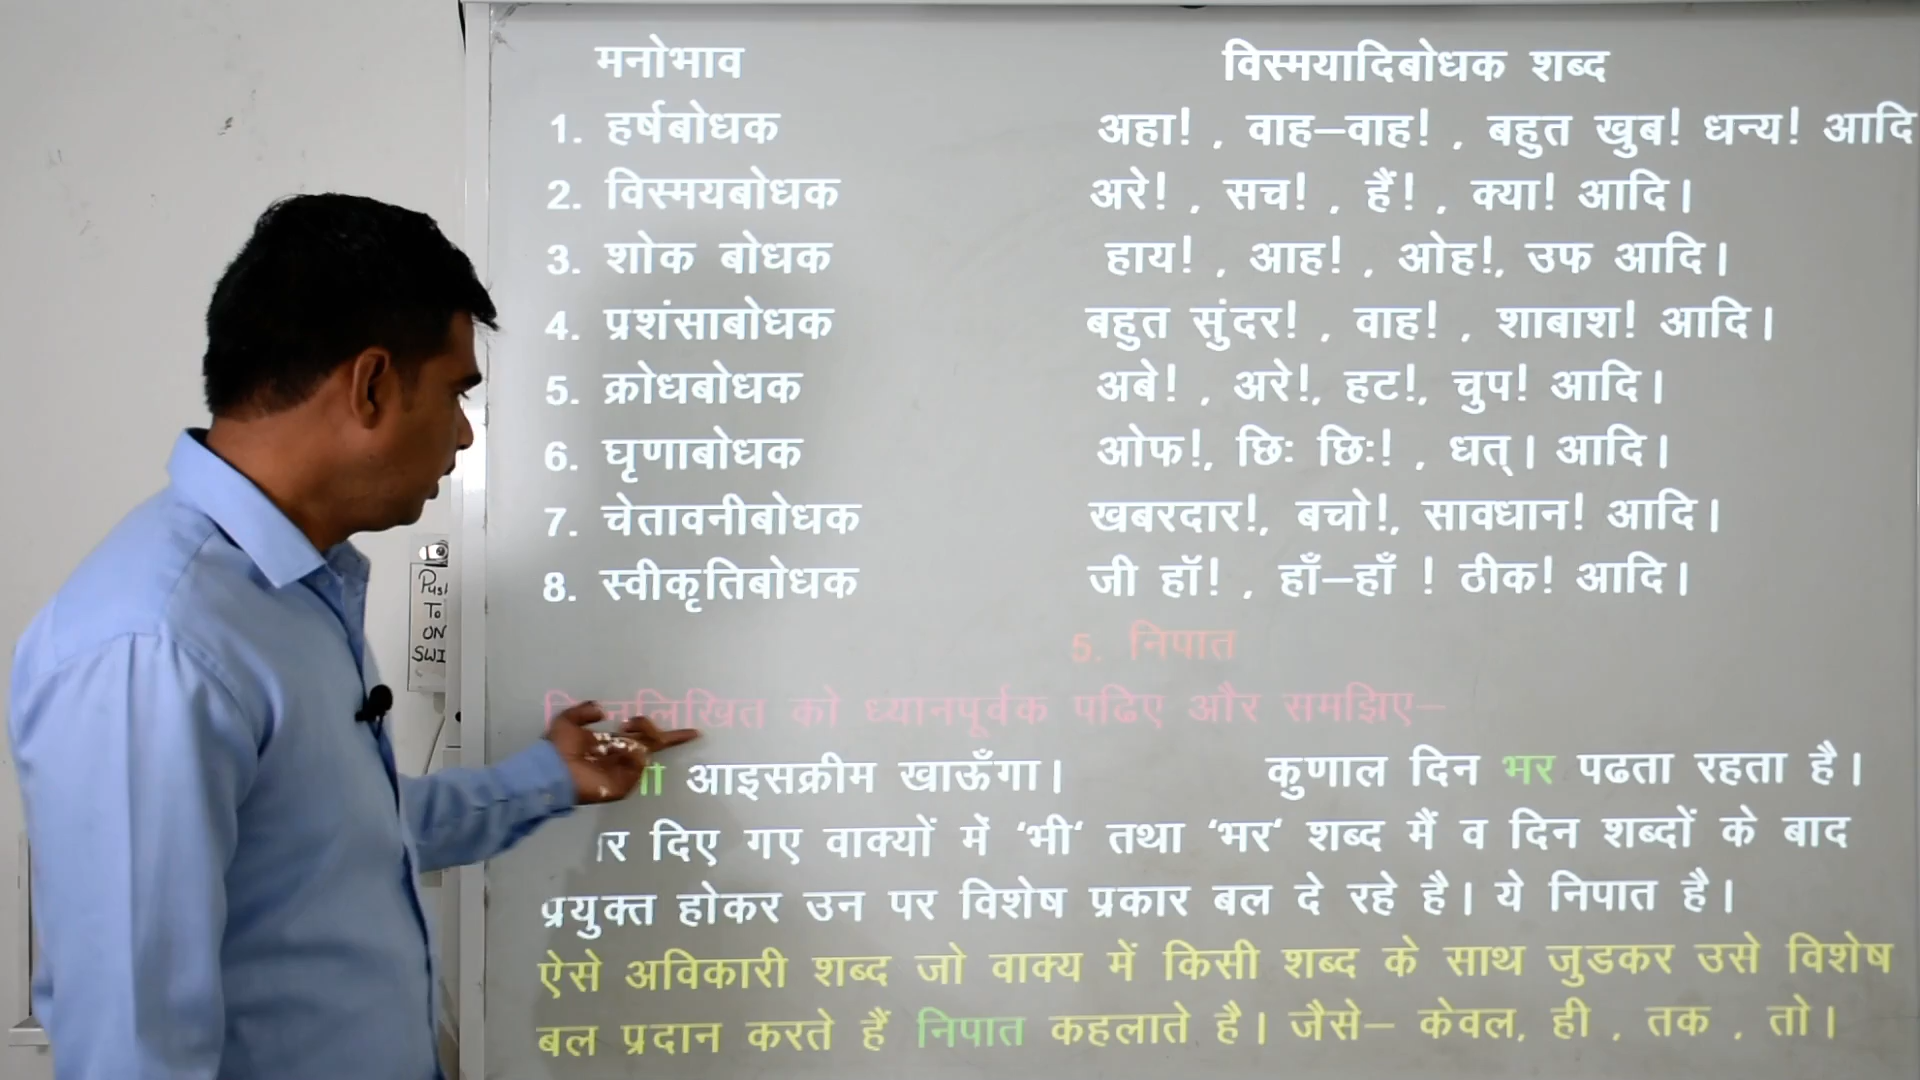 मनोभाव विस्मयादिबोधक शब्द
1. हर्षबोधक अहा! , वाह–वाह! , बहुत खुब! धन्य! आदि
2. विस्मयबोधक अरे! , सच! , हैं! , क्या! आदि।
3. शोक बोधक हाय! , आह! , ओह!, उफ आदि।
4. प्रशंसाबोधक बहुत सुंदर! , वाह! , शाबाश! आदि।
5. क्रोधबोधक अबे! , अरे!, हट!, चुप! आदि।
6. घृणाबोधक ओफ!, छिः छिः! , धत्। आदि।
7. चेतावनीबोधक खबरदार!, बचो!, सावधान! आदि।
8. स्वीकृतिबोधक जी हॉ! , हाँ–हाँ ! ठीक! आदि।
5. निपात
को ध्यानपूर्वक पढिए और समझिए–
आइसक्रीम खाऊँगा। कुणाल दिन भर पढता रहता है।
दिए गए वाक्यों में 'भी' तथा 'भर' शब्द मैं व दिन शब्दों के बाद
प्रयुक्त होकर उन पर विशेष प्रकार बल दे रहे है। ये निपात है।
ऐसे अविकारी शब्द जो वाक्य में किसी शब्द के साथ जुडकर उसे विशेष
बल प्रदान करते हैं निपात कहलाते है। जैसे– केवल, ही , तक , तो।
To
ON